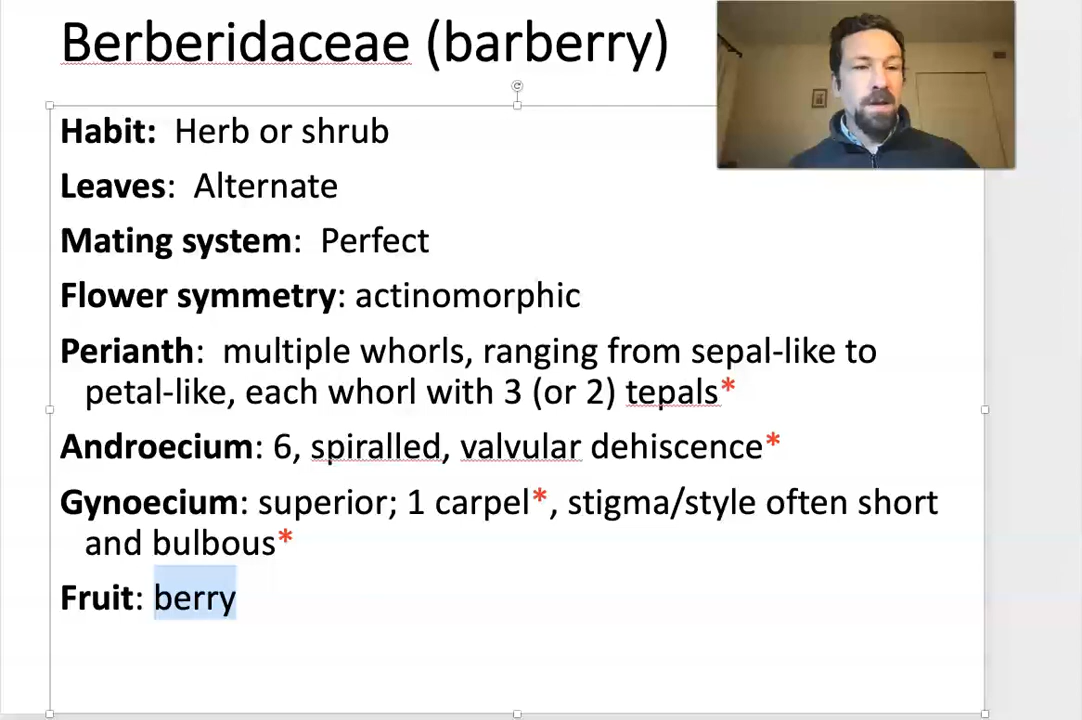 Berberidaceae (barberry)
Habit: Herb or shrub
Leaves: Alternate
Mating system: Perfect
Flower symmetry: actinomorphic
Perianth: multiple whorls, ranging from sepal-like to
petal-like, each whorl with 3 (or 2) tepals*
Androecium: 6, spiralled, valvular dehiscence*
Gynoecium: superior; 1 carpel*, stigma/style often short
and bulbous*
Fruit: berry